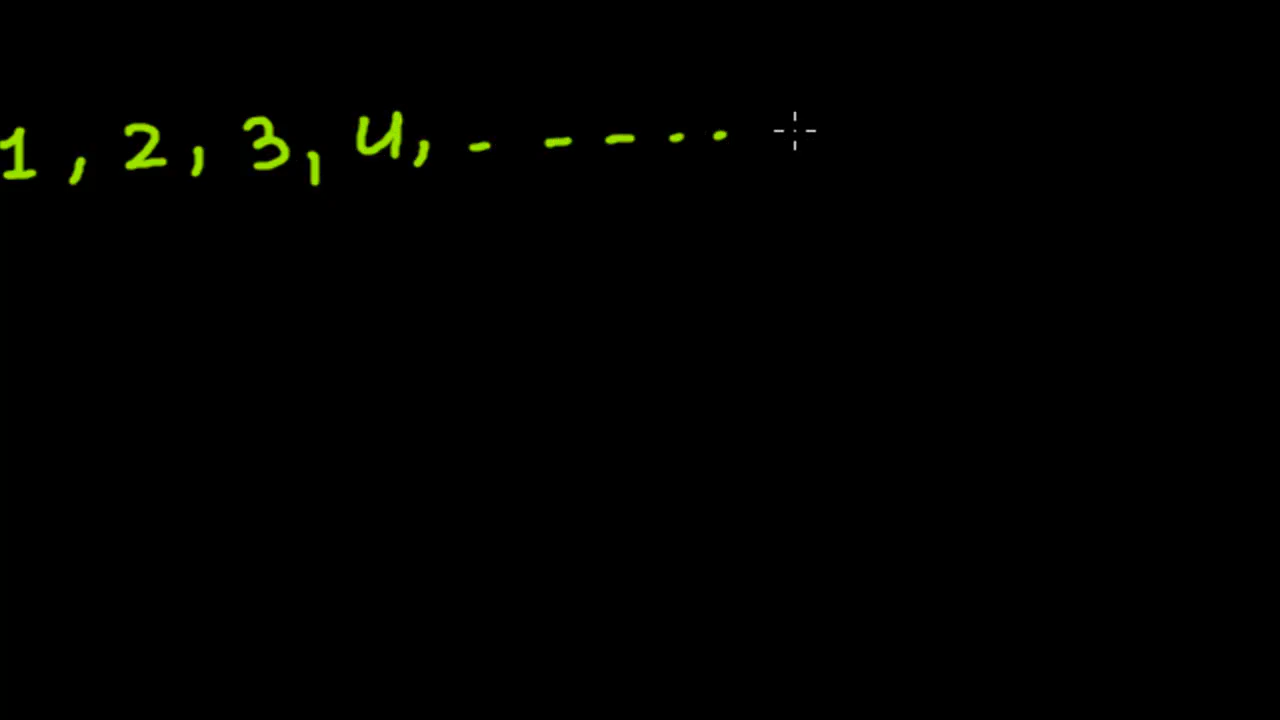 1, 2, 3, 4, - - - - -